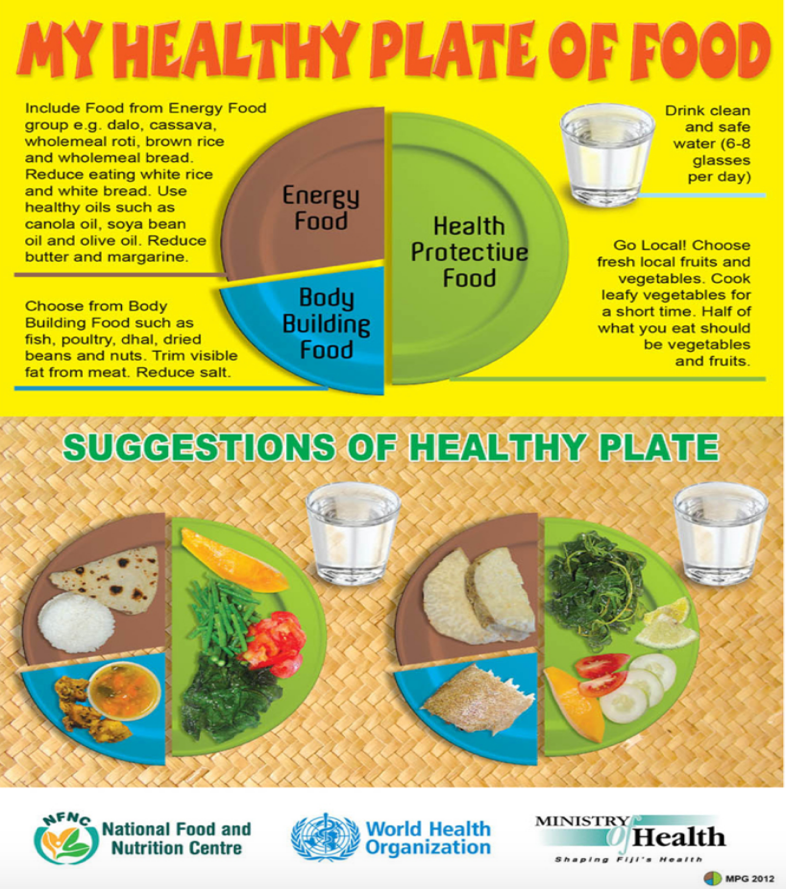 MY HEALTHY PLATE OF FOOD
Include Food from Energy Food
group e.g. dalo, cassava,
wholemeal roti, brown rice
and wholemeal bread.
Reduce eating white rice
and white bread. Use
healthy oils such as
canola oil, soya bean
oil and olive oil. Reduce
butter and margarine.
Choose from Body
Building Food such as
fish, poultry, dhal, dried
beans and nuts. Trim visible
fat from meat. Reduce salt.
Energy
Food
Body
Building
Food
Health
Protective
Food
Drink clean
and safe
water (6-8
glasses
per day)
Go Local! Choose
fresh local fruits and
vegetables. Cook
leafy vegetables for
a short time. Half of
what you eat should
be vegetables
and fruits.
SUGGESTIONS OF HEALTHY PLATE
NFNC
National Food and
Nutrition Centre
World Health
Organization
MINISTRY
of Health
Shaping Fiji's Health
MPG 2012